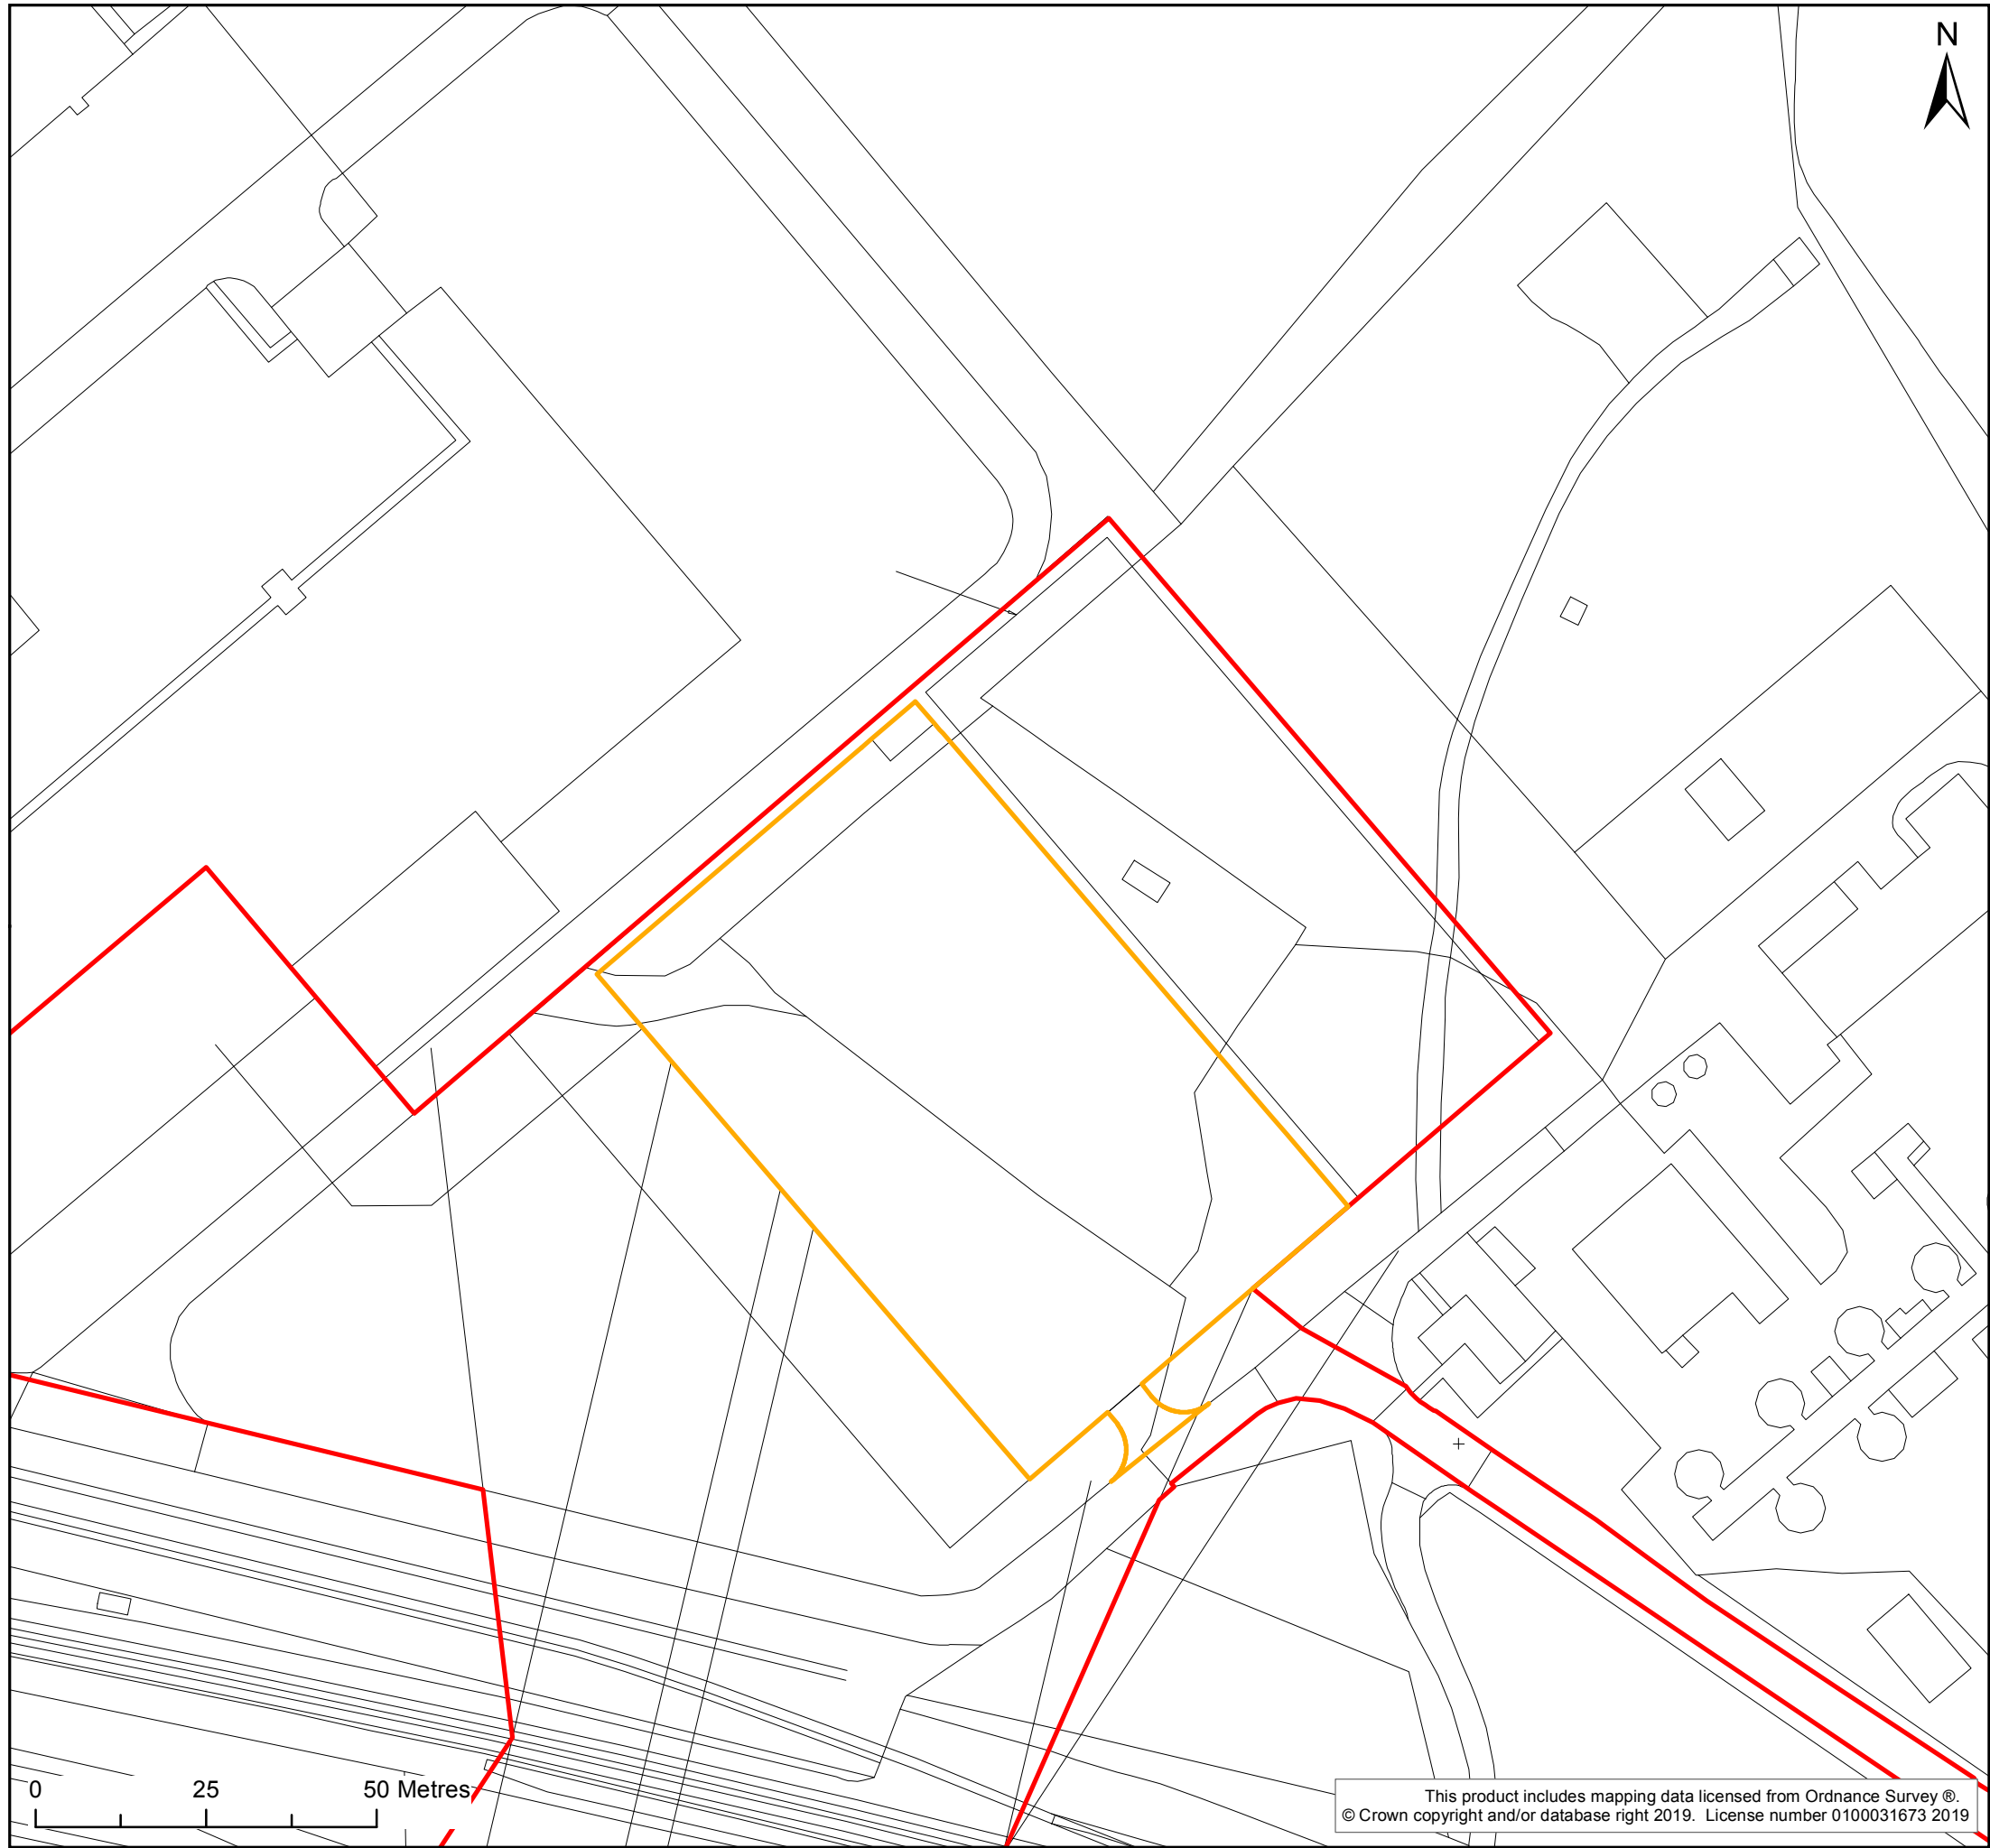 N
0 25 50 Metres
This product includes mapping data licensed from Ordnance Survey ®.
© Crown copyright and/or database right 2019. License number 0100031673 2019